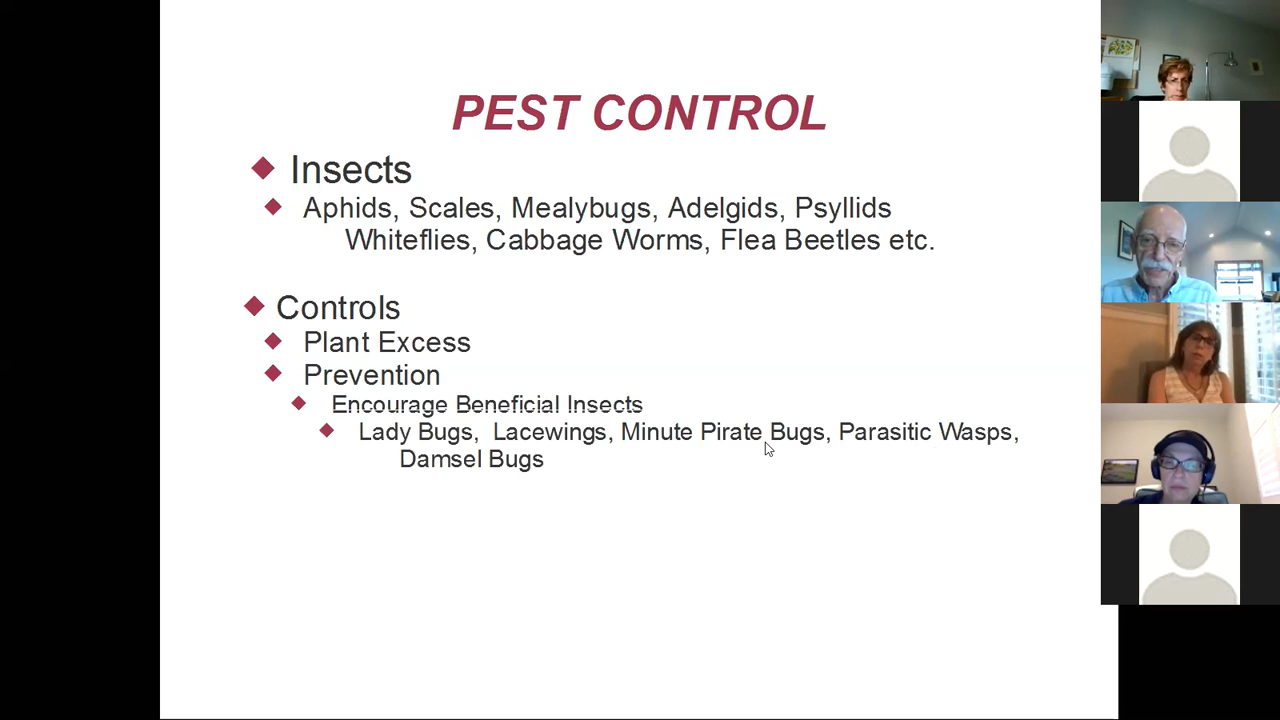 PEST CONTROL
Insects
Aphids, Scales, Mealybugs, Adelgids, Psyllids
Whiteflies, Cabbage Worms, Flea Beetles etc.
Controls
Plant Excess
Prevention
Encourage Beneficial Insects
Lady Bugs, Lacewings, Minute Pirate Bugs, Parasitic Wasps,
Damsel Bugs